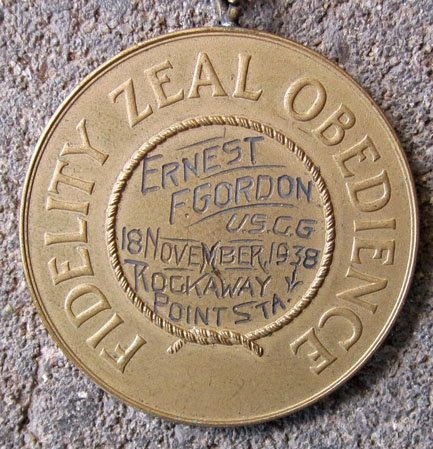 FIDELITY ZEAL OBEDIENCE
ERNEST
F. GORDON
U.S.C.G
18 NOVEMBER, 1938
ROCKAWAY
POINT STA.